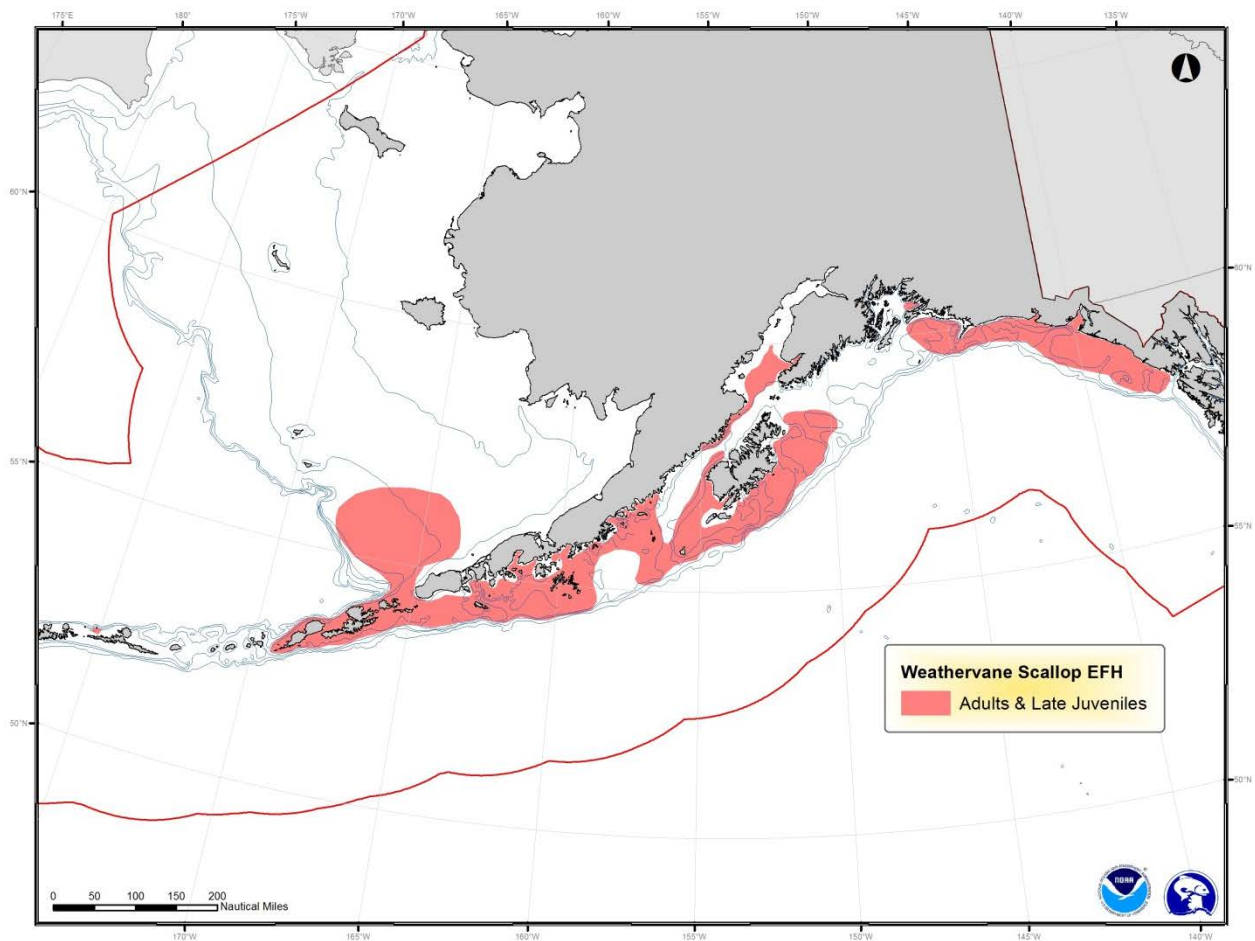 175°E 180° 175°W 170°W 165°W 160°W 155°W 150°W 145°W 140°W 135°W
60°N 60°N
55°N 55°N
Weathervane Scallop EFH
Adults & Late Juveniles
50°N 50°N
NOAA
0 50 100 150 200
Nautical Miles
170°W 165°W 160°W 155°W 150°W 145°W 140°W